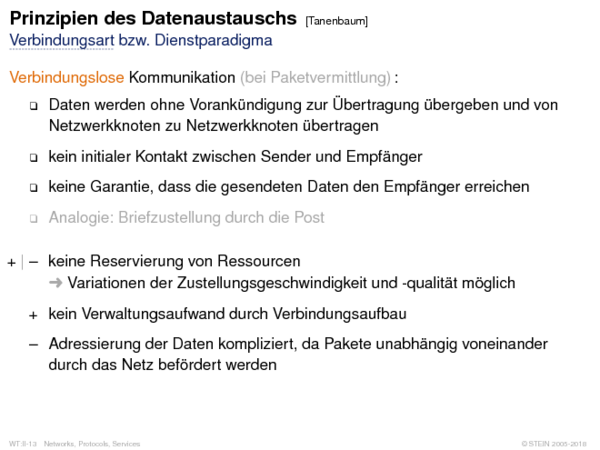 Prinzipien des Datenaustauschs [Tanenbaum]
Verbindungsart bzw. Dienstparadigma
Verbindungslose Kommunikation (bei Paketvermittlung) :
❑ Daten werden ohne Vorankündigung zur Übertragung übergeben und von
Netzwerkknoten zu Netzwerkknoten übertragen
❑ kein initialer Kontakt zwischen Sender und Empfänger
❑ keine Garantie, dass die gesendeten Daten den Empfänger erreichen
❑ Analogie: Briefzustellung durch die Post
+ | – keine Reservierung von Ressourcen
➜ Variationen der Zustellungsgeschwindigkeit und -qualität möglich
+ kein Verwaltungsaufwand durch Verbindungsaufbau
– Adressierung der Daten kompliziert, da Pakete unabhängig voneinander
durch das Netz befördert werden
WT:II-13 Networks, Protocols, Services © STEIN 2005-2018